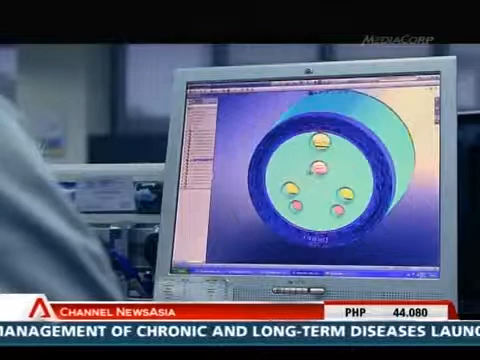 MEDIACORP
CHANNEL NEWSASIA
PHP 44.080
MANAGEMENT OF CHRONIC AND LONG-TERM DISEASES LAUNC